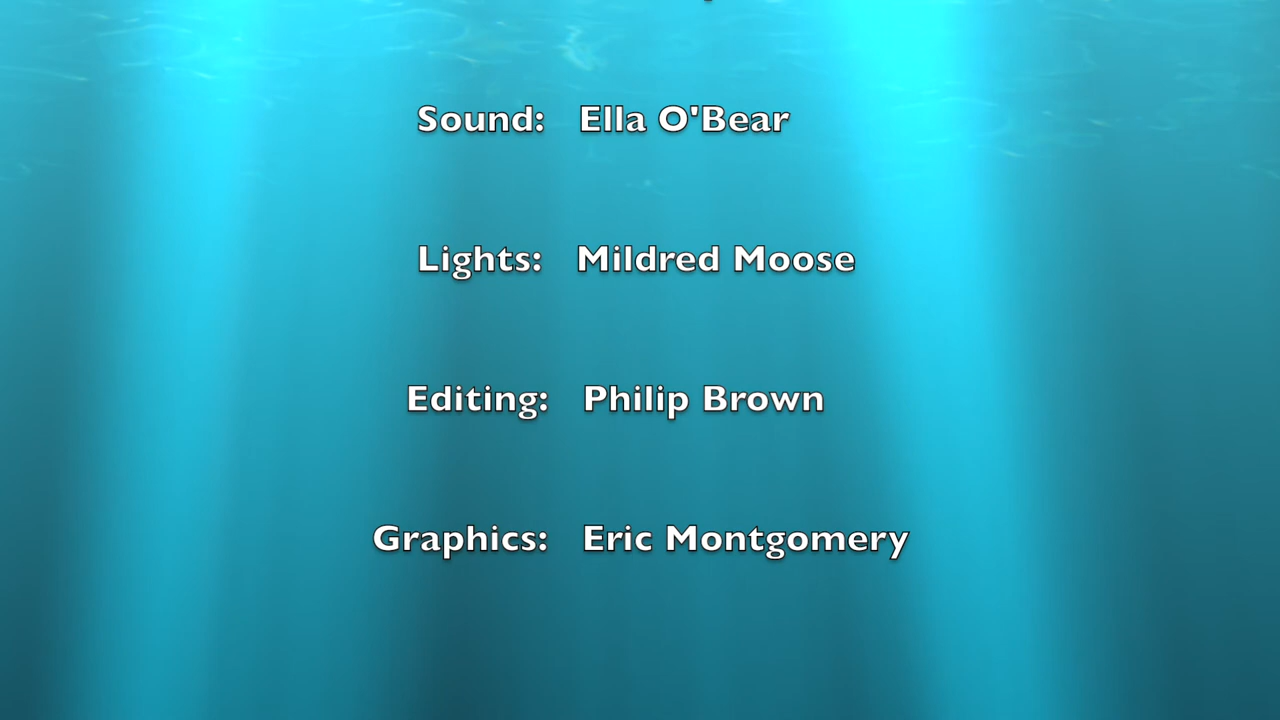 Sound: Ella O'Bear
Lights: Mildred Moose
Editing: Philip Brown
Graphics: Eric Montgomery